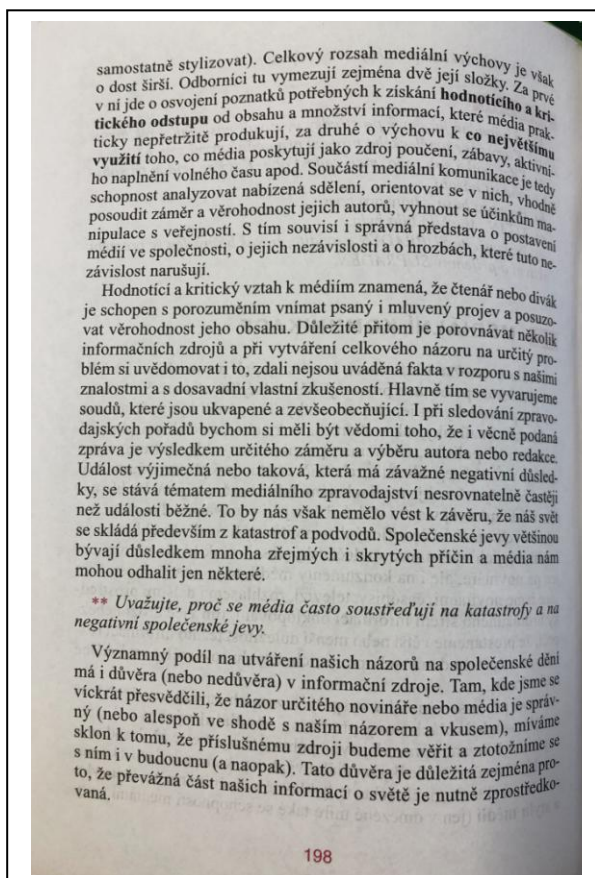 samostatně stylizovat). Celkový rozsah mediální výchovy je však
o dost širší. Odborníci tu vymezují zejména dvě její složky. Za prvé
v ní jde o osvojení poznatků potřebných k získání hodnotícího a kri-
tického odstupu od obsahu a množství informací, které média prak-
ticky nepřetržitě produkují, za druhé o výchovu k co největšímu
využití toho, co média poskytují jako zdroj poučení, zábavy, aktivní-
ho naplnění volného času apod. Součástí mediální komunikace je tedy
schopnost analyzovat nabízená sdělení, orientovat se v nich, vhodně
posoudit záměr a věrohodnost jejich autorů, vyhnout se účinkům ma-
nipulace s veřejností. S tím souvisí i správná představa o postavení
médií ve společnosti, o jejich nezávislosti a o hrozbách, které tuto ne-
závislost narušují.
Hodnotící a kritický vztah k médiím znamená, že čtenář nebo divák
je schopen s porozuměním vnímat psaný i mluvený projev a posuzo-
vat věrohodnost jeho obsahu. Důležité přitom je porovnávat několik
informačních zdrojů a při vytváření celkového názoru na určitý pro-
blém si uvědomovat i to, zdali nejsou uváděná fakta v rozporu s našimi
znalostmi a s dosavadní vlastní zkušeností. Hlavně tím se vyvarujeme
soudů, které jsou ukvapené a zevšeobecňující. I při sledování zpravo-
dajských pořadů bychom si měli být vědomi toho, že i věcně podaná
zpráva je výsledkem určitého záměru a výběru autora nebo redakce.
Událost výjimečná nebo taková, která má závažné negativní důsled-
ky, se stává tématem mediálního zpravodajství nesrovnatelně častěji
než události běžné. To by nás však nemělo vést k závěru, že náš svět
se skládá především z katastrof a podvodů. Společenské jevy většinou
bývají důsledkem mnoha zřejmých i skrytých příčin a média nám
mohou odhalit jen některé.
** Uvažujte, proč se média často soustřeďují na katastrofy a na
negativní společenské jevy.
Významný podíl na utváření našich názorů na společenské dění
má i důvěra (nebo nedůvěra) v informační zdroje. Tam, kde jsme se
víckrát přesvědčili, že názor určitého novináře nebo média je správ-
ný (nebo alespoň ve shodě s naším názorem a vkusem), míváme
sklon k tomu, že příslušnému zdroji budeme věřit a ztotožníme se
s ním i v budoucnu (a naopak). Tato důvěra je důležitá zejména pro-
to, že převážná část našich informací o světě je nutně zprostředko-
vaná.
198